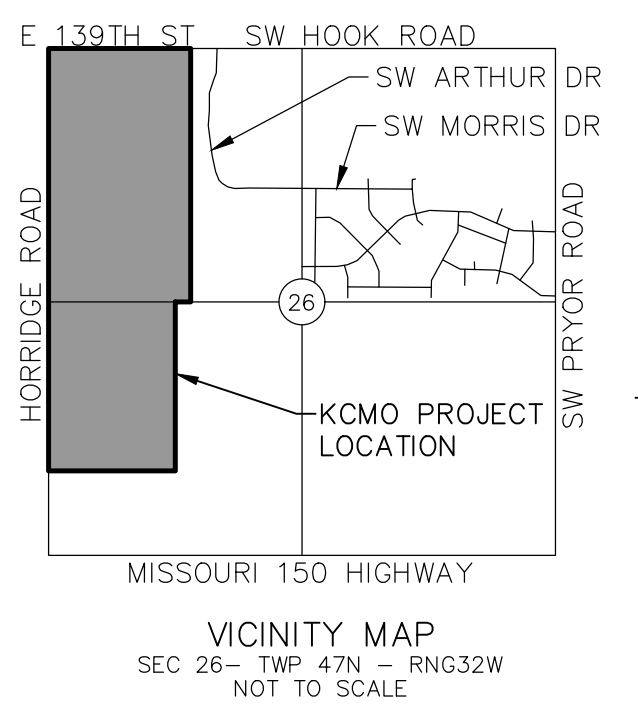 E 139TH ST
SW HOOK ROAD
SW ARTHUR DR
SW MORRIS DR
HORRIDGE ROAD
SW PRYOR ROAD
26
KCMO PROJECT
LOCATION
MISSOURI 150 HIGHWAY
VICINITY MAP
SEC 26– TWP 47N – RNG32W
NOT TO SCALE